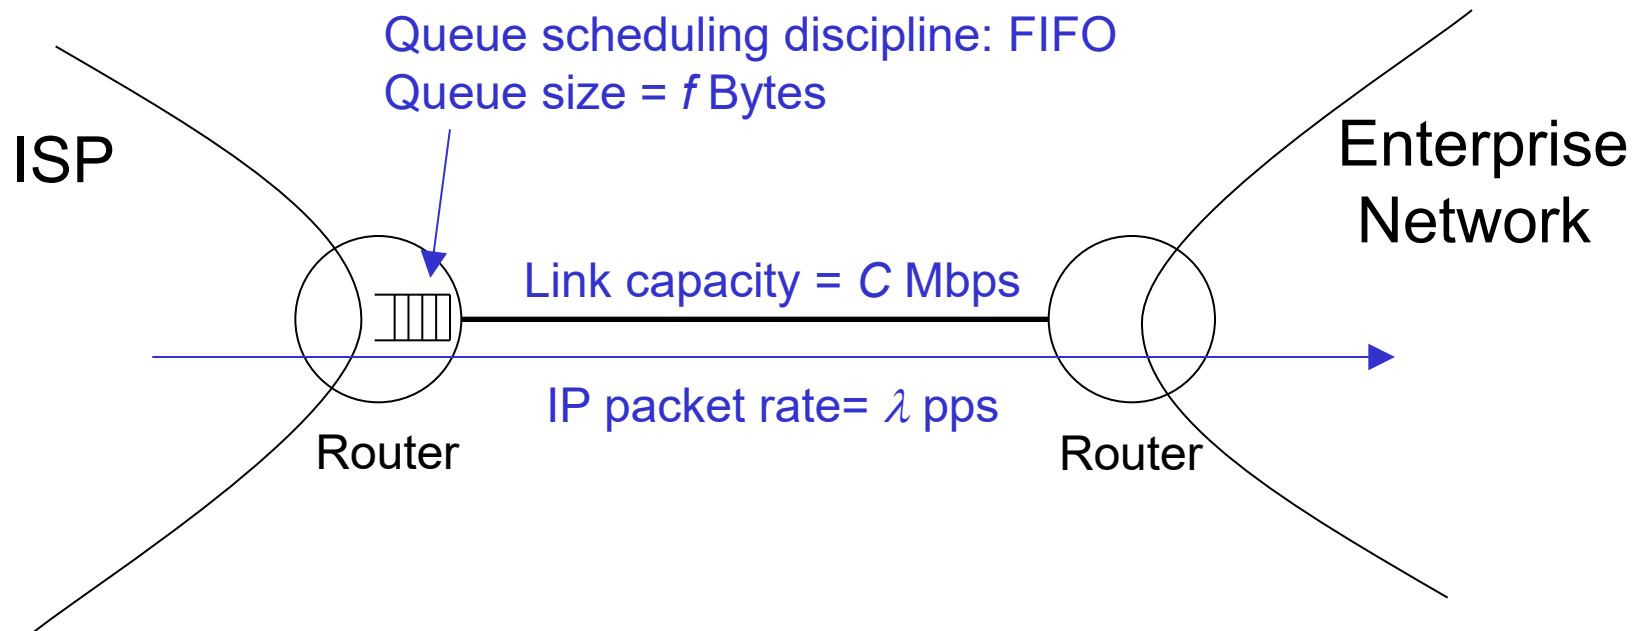 Queue scheduling discipline: FIFO
Queue size = f Bytes
ISP
Enterprise
Network
Link capacity = C Mbps
IP packet rate= λ pps
Router
Router